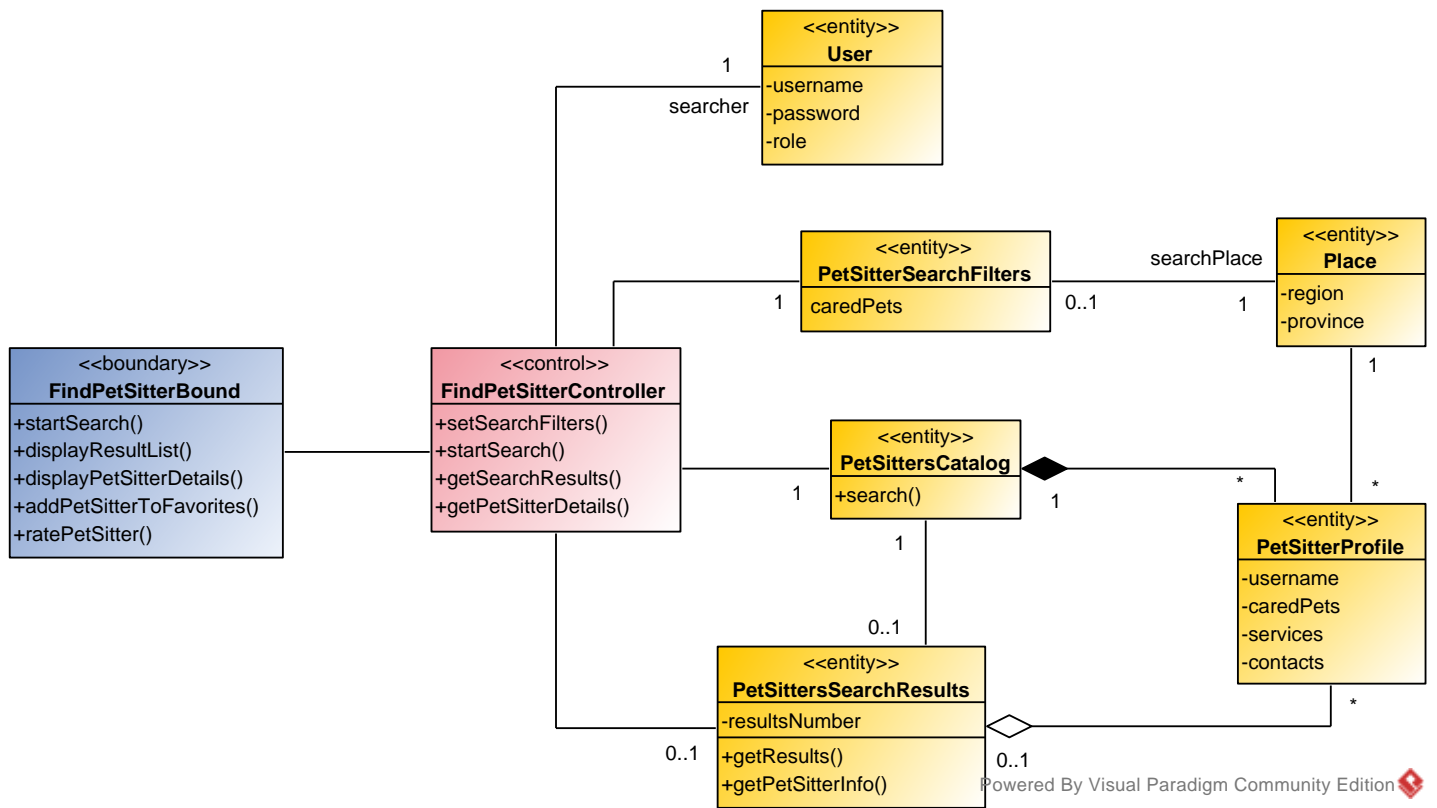 <<entity>>
User
-username
-password
-role
1
searcher
<<entity>>
PetSitterSearchFilters
caredPets
1
0..1
searchPlace
1
<<entity>>
Place
-region
-province
1
*
<<boundary>>
FindPetSitterBound
+startSearch()
+displayResultList()
+displayPetSitterDetails()
+addPetSitterToFavorites()
+ratePetSitter()
<<control>>
FindPetSitterController
+setSearchFilters()
+startSearch()
+getSearchResults()
+getPetSitterDetails()
<<entity>>
PetSittersCatalog
+search()
1
1
*
1
0..1
<<entity>>
PetSitterProfile
-username
-caredPets
-services
-contacts
<<entity>>
PetSittersSearchResults
-resultsNumber
+getResults()
+getPetSitterInfo()
0..1
0..1
*
Powered By Visual Paradigm Community Edition